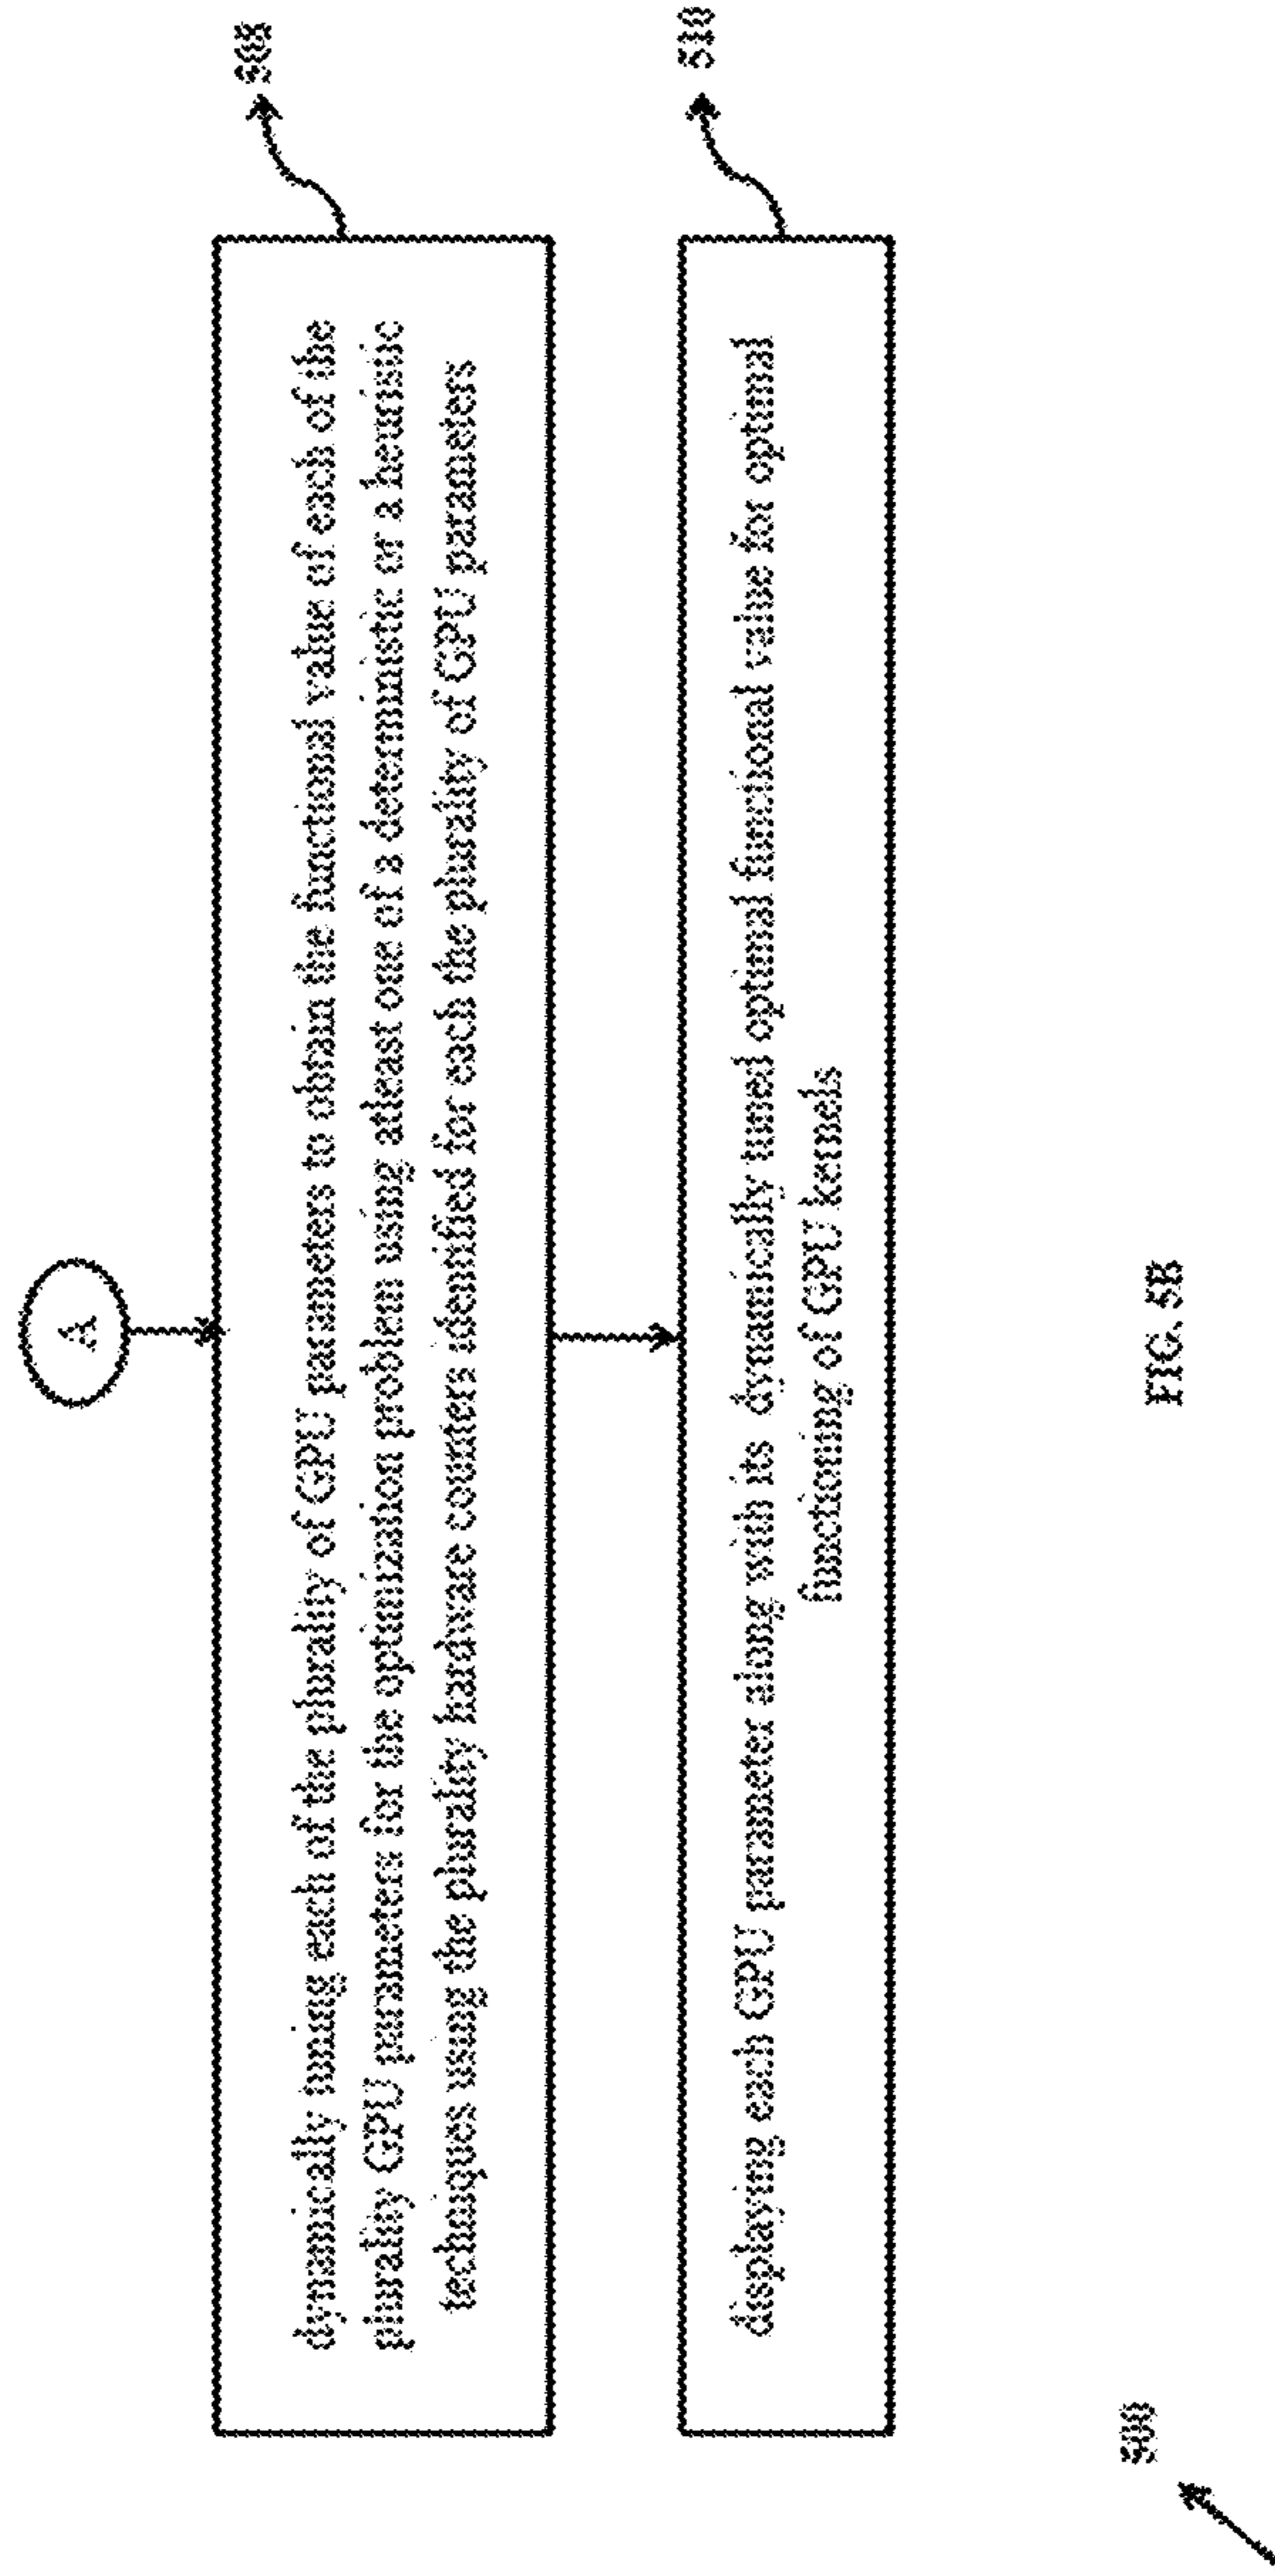 A
508
dynamically tuning each of the plurality of GPU parameters to obtain the functional value of each of the
plurality GPU parameters for the optimization problem using atleast one of a deterministic or a heuristic
techniques using the plurality hardware counters identified for each the plurality of GPU parameters
510
displaying each GPU parameter along with its dynamically tuned optimal functional value for optimal
functioning of GPU kernels
500
FIG. 5B